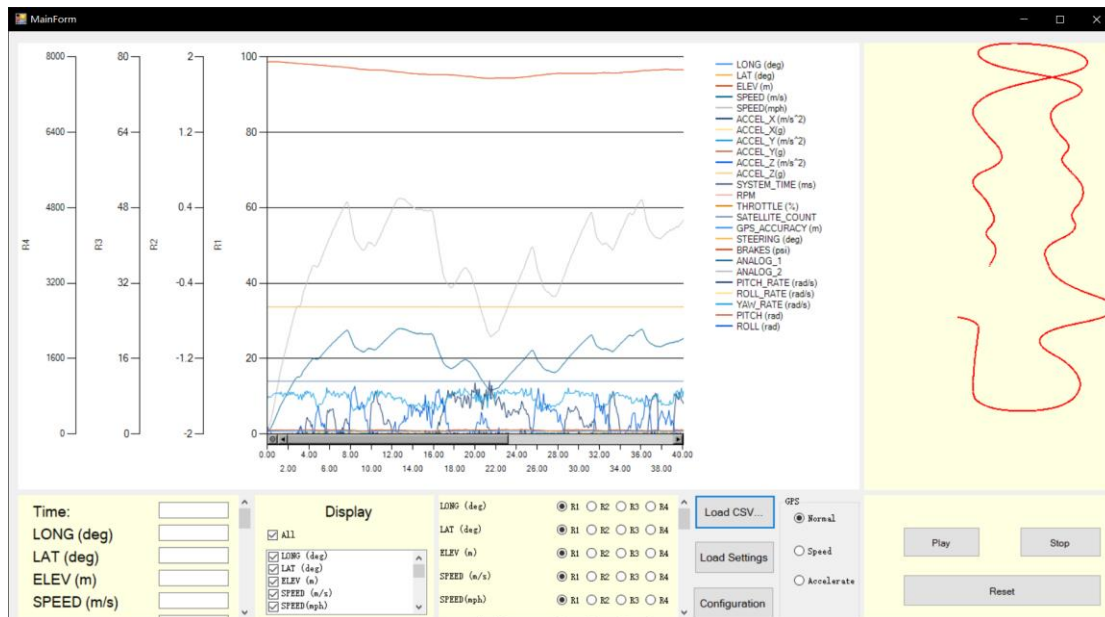 MainForm
8000 80 2 100
6400 64 1.2 80
4800 48 0.4 60
3200 32 -0.4 40
1600 16 -1.2 20
0 0 -2 0
R4 R3 R2 R1
0.00 4.00 8.00 12.00 16.00 20.00 24.00 28.00 32.00 36.00 40.00
2.00 6.00 10.00 14.00 18.00 22.00 26.00 30.00 34.00 38.00
LONG (deg)
LAT (deg)
ELEV (m)
SPEED (m/s)
SPEED(mph)
ACCEL_X (m/s^2)
ACCEL_X(g)
ACCEL_Y (m/s^2)
ACCEL_Y(g)
ACCEL_Z (m/s^2)
ACCEL_Z(g)
SYSTEM_TIME (ms)
RPM
THROTTLE (%)
SATELLITE_COUNT
GPS_ACCURACY (m)
STEERING (deg)
BRAKES (psi)
ANALOG_1
ANALOG_2
PITCH_RATE (rad/s)
ROLL_RATE (rad/s)
YAW_RATE (rad/s)
PITCH (rad)
ROLL (rad)
Time:
LONG (deg)
LAT (deg)
ELEV (m)
SPEED (m/s)
Display
All
LONG (deg)
LAT (deg)
ELEV (m)
SPEED (m/s)
SPEED(mph)
LONG (deg) R1 R2 R3 R4
LAT (deg) R1 R2 R3 R4
ELEV (m) R1 R2 R3 R4
SPEED (m/s) R1 R2 R3 R4
SPEED(mph) R1 R2 R3 R4
Load CSV...
Load Settings
Configuration
GPS
Normal
Speed
Accelerate
Play
Stop
Reset